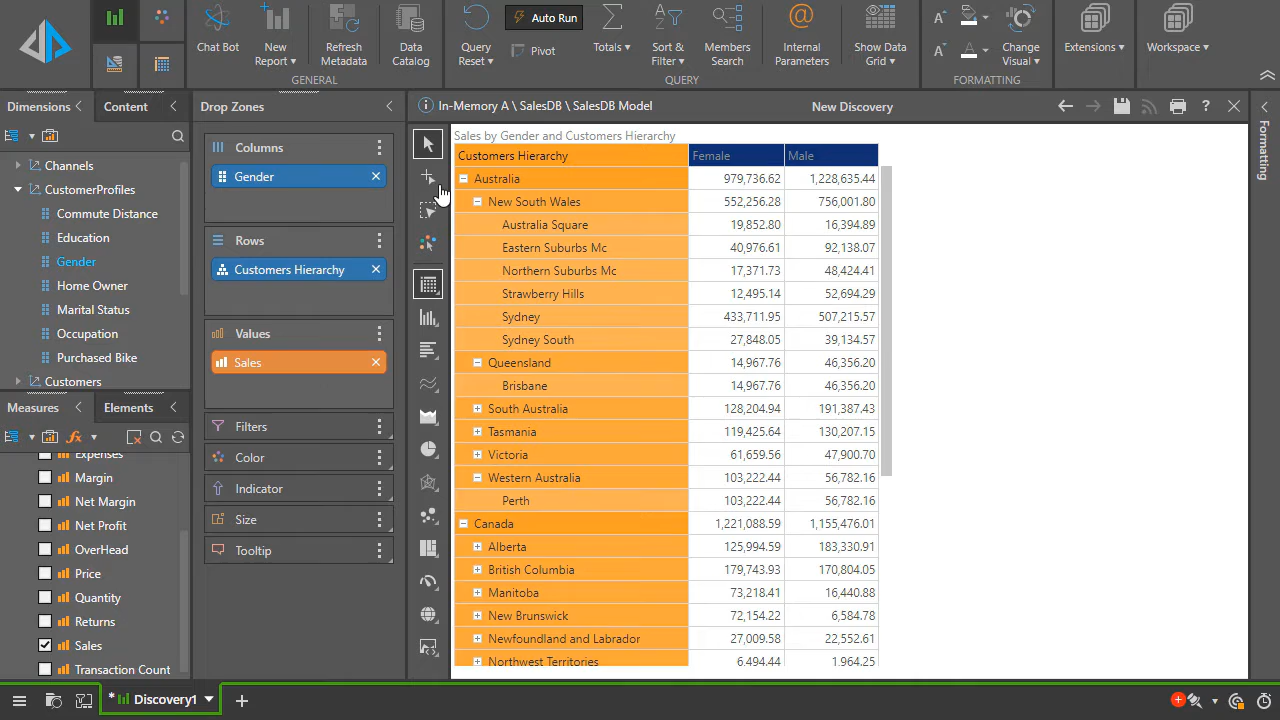 Chat Bot
New
Report
Refresh
Metadata
Data
Catalog
GENERAL
Query
Reset
Auto Run
Pivot
Totals
Sort &
Filter
Members
Search
Internal
Parameters
Show Data
Grid
QUERY
A
A
A
Change
Visual
FORMATTING
Extensions
Workspace
Dimensions
Content
Channels
CustomerProfiles
Commute Distance
Education
Gender
Home Owner
Marital Status
Occupation
Purchased Bike
Customers
Measures
Elements
fx
Expenses
Margin
Net Margin
Net Profit
OverHead
Price
Quantity
Returns
Sales
Transaction Count
Drop Zones
Columns
Gender
Rows
Customers Hierarchy
Values
Sales
Filters
Color
Indicator
Size
Tooltip
In-Memory A \ SalesDB \ SalesDB Model
New Discovery
?
Sales by Gender and Customers Hierarchy
Customers Hierarchy Female Male
Australia 979,736.62 1,228,635.44
New South Wales 552,256.28 756,001.80
Australia Square 19,852.80 16,394.89
Eastern Suburbs Mc 40,976.61 92,138.07
Northern Suburbs Mc 17,371.73 48,424.41
Strawberry Hills 12,495.14 52,694.29
Sydney 433,711.95 507,215.57
Sydney South 27,848.05 39,134.57
Queensland 14,967.76 46,356.20
Brisbane 14,967.76 46,356.20
South Australia 128,204.94 191,387.43
Tasmania 119,425.64 130,207.15
Victoria 61,659.56 47,900.70
Western Australia 103,222.44 56,782.16
Perth 103,222.44 56,782.16
Canada 1,221,088.59 1,155,476.01
Alberta 125,994.59 183,330.91
British Columbia 179,743.93 170,804.05
Manitoba 73,218.41 16,440.88
New Brunswick 72,154.22 6,584.78
Newfoundland and Labrador 27,009.58 22,552.61
Northwest Territories 6,494.44 1,964.25
Formatting
* Discovery1